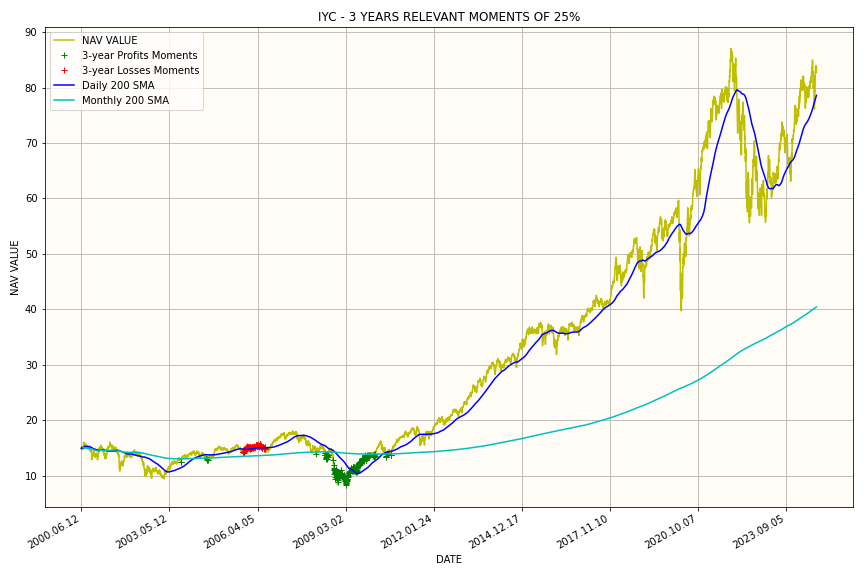 IYC - 3 YEARS RELEVANT MOMENTS OF 25%
NAV VALUE
3-year Profits Moments
3-year Losses Moments
Daily 200 SMA
Monthly 200 SMA
NAV VALUE
90
80
70
60
50
40
30
20
10
2000.06.12
2003.05.12
2006.04.05
2009.03.02
2012.01.24
2014.12.17
2017.11.10
2020.10.07
2023.09.05
DATE